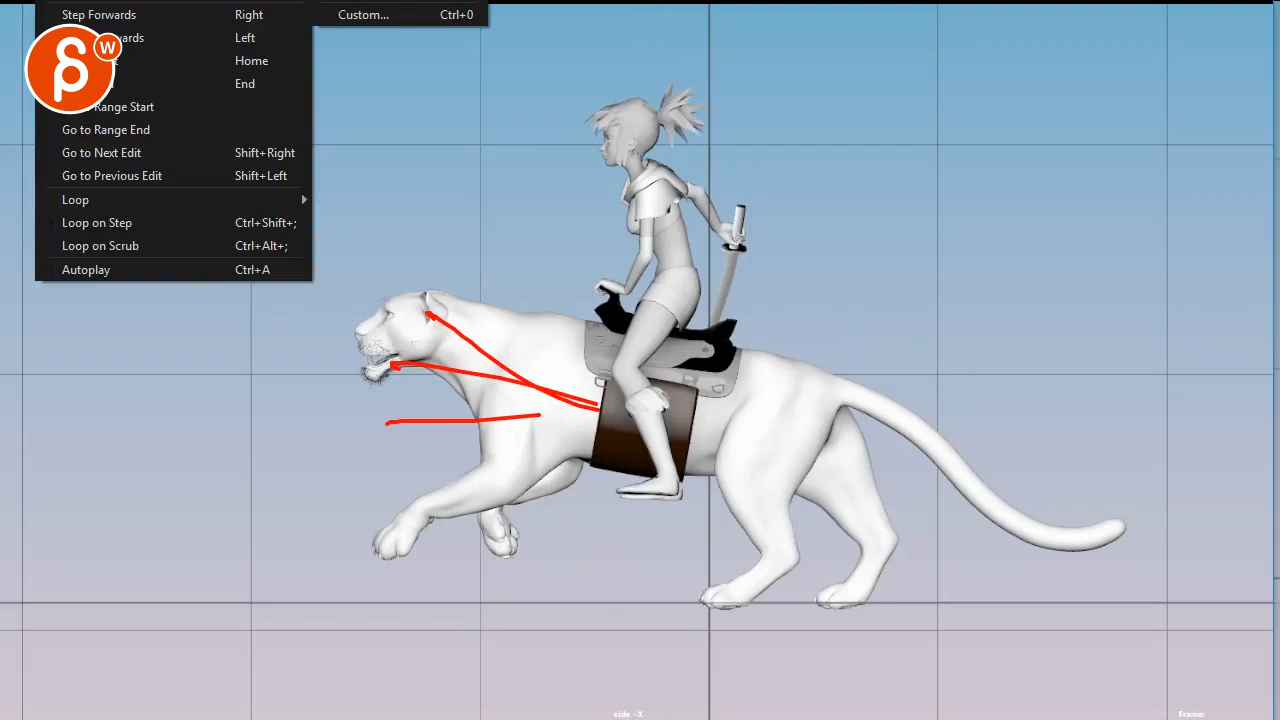 Step Forwards Right
Custom... Ctrl+0
W
wards Left
Home
End
Range Start
Go to Range End
Go to Next Edit Shift+Right
Go to Previous Edit Shift+Left
Loop
Loop on Step Ctrl+Shift+;
Loop on Scrub Ctrl+Alt+;
Autoplay Ctrl+A
side -X
Frame: